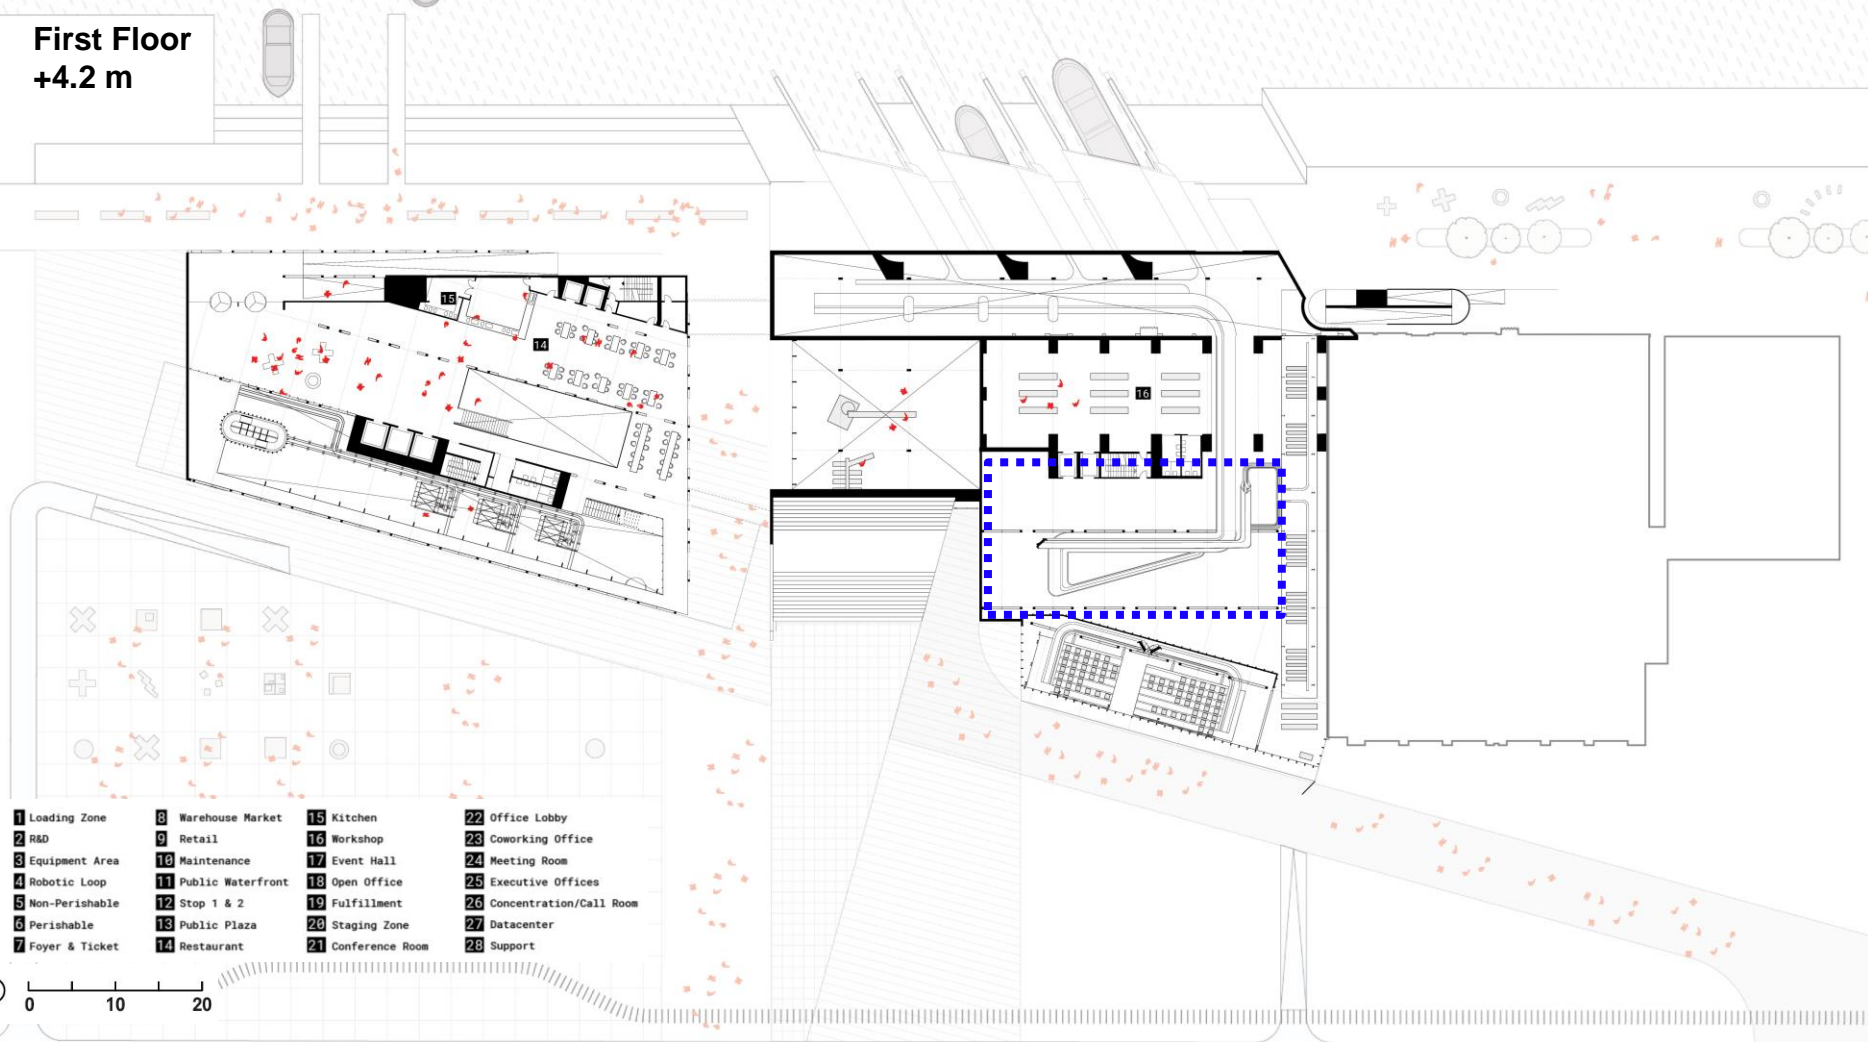 First Floor
+4.2 m
15
14
16
1 Loading Zone
2 R&D
3 Equipment Area
4 Robotic Loop
5 Non-Perishable
6 Perishable
7 Foyer & Ticket
8 Warehouse Market
9 Retail
10 Maintenance
11 Public Waterfront
12 Stop 1 & 2
13 Public Plaza
14 Restaurant
15 Kitchen
16 Workshop
17 Event Hall
18 Open Office
19 Fulfillment
20 Staging Zone
21 Conference Room
22 Office Lobby
23 Coworking Office
24 Meeting Room
25 Executive Offices
26 Concentration/Call Room
27 Datacenter
28 Support
0 10 20